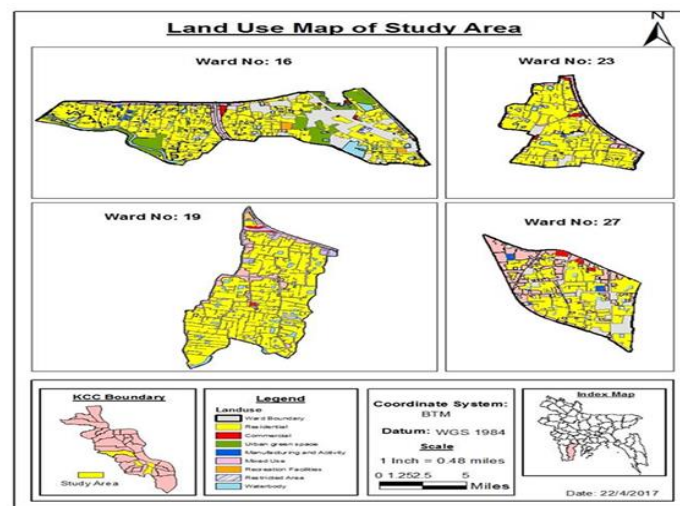 Land Use Map of Study Area
N
Ward No: 16
Ward No: 23
Ward No: 19
Ward No: 27
KCC Boundary
Study Area
Legend
Landuse
Ward Boundary
Residential
Commercial
Urban green space
Manufacturing and Activity
Mixed Use
Recreation Facilities
Restricted Area
Waterbody
Coordinate System:
BTM
Datum: WGS 1984
Scale
1 Inch = 0.48 miles
0 1.252.5 5
Miles
Index Map
Date: 22/4/2017